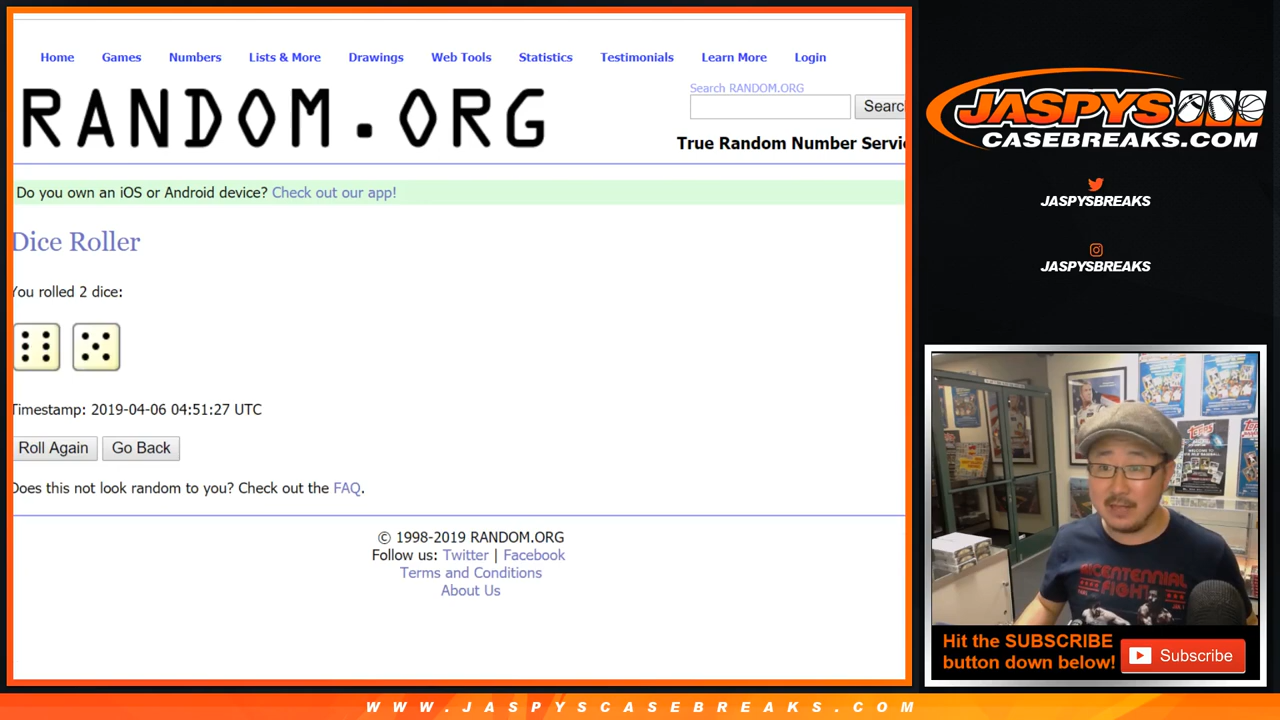 Home Games Numbers Lists & More Drawings Web Tools Statistics Testimonials Learn More Login
RANDOM.ORG
Search RANDOM.ORG
Searc
True Random Number Servi
Do you own an iOS or Android device? Check out our app!
Dice Roller
You rolled 2 dice:
Timestamp: 2019-04-06 04:51:27 UTC
Roll Again Go Back
Does this not look random to you? Check out the FAQ.
© 1998-2019 RANDOM.ORG
Follow us: Twitter | Facebook
Terms and Conditions
About Us
JASPYS
CASEBREAKS.COM
JASPYSBREAKS
JASPYSBREAKS
TOPPS
BICENTENNIAL
FIGHT
Hit the SUBSCRIBE
button down below!
Subscribe
WWW.JASPYSCASEBREAKS.COM